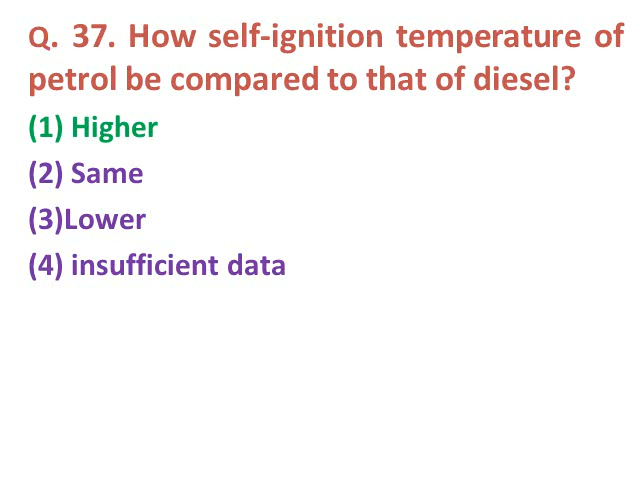 Q. 37. How self-ignition temperature of
petrol be compared to that of diesel?
(1) Higher
(2) Same
(3)Lower
(4) insufficient data